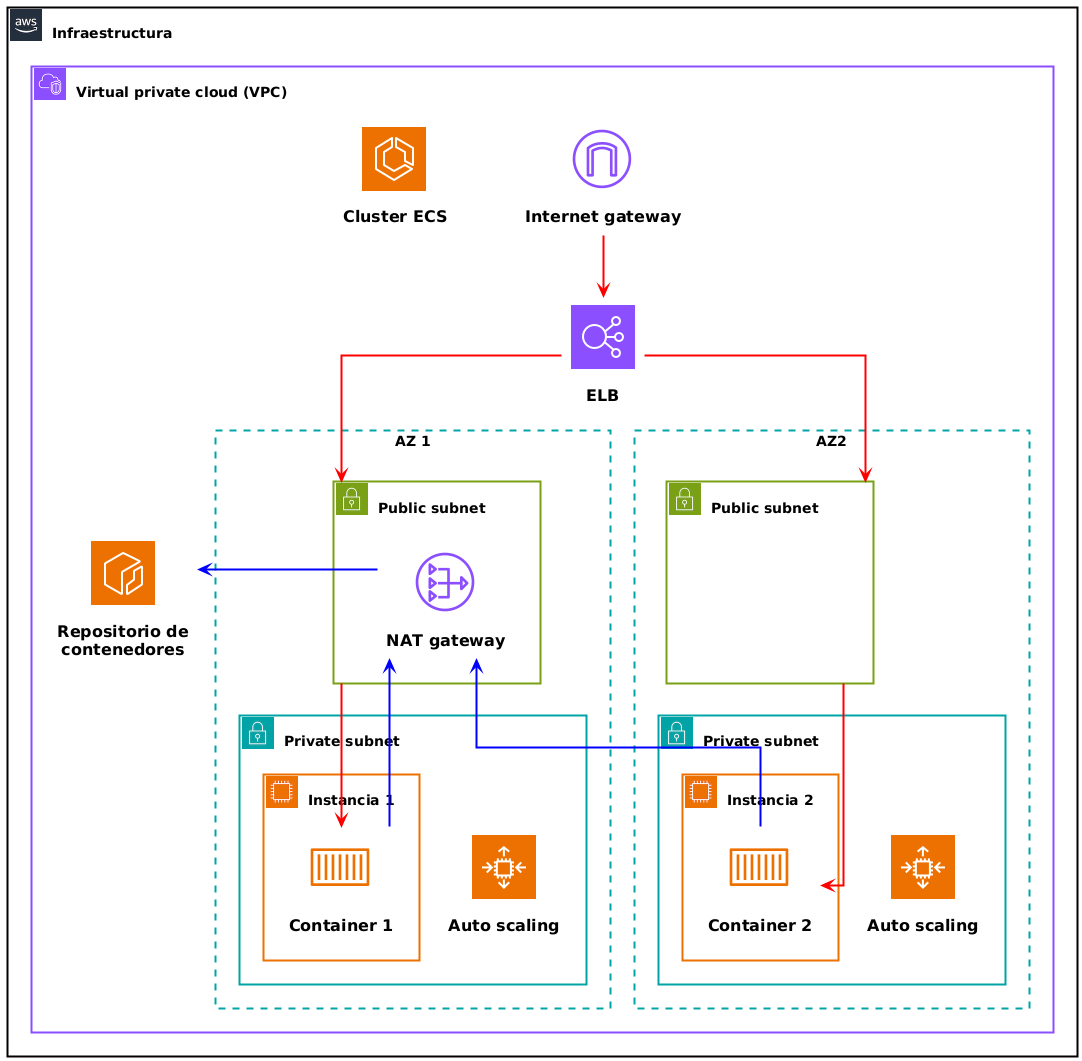 aws
Infraestructura
Virtual private cloud (VPC)
Cluster ECS
Internet gateway
ELB
AZ 1
AZ2
Public subnet
Public subnet
NAT gateway
Repositorio de
contenedores
Private subnet
Private subnet
Instancia 1
Instancia 2
Container 1
Auto scaling
Container 2
Auto scaling